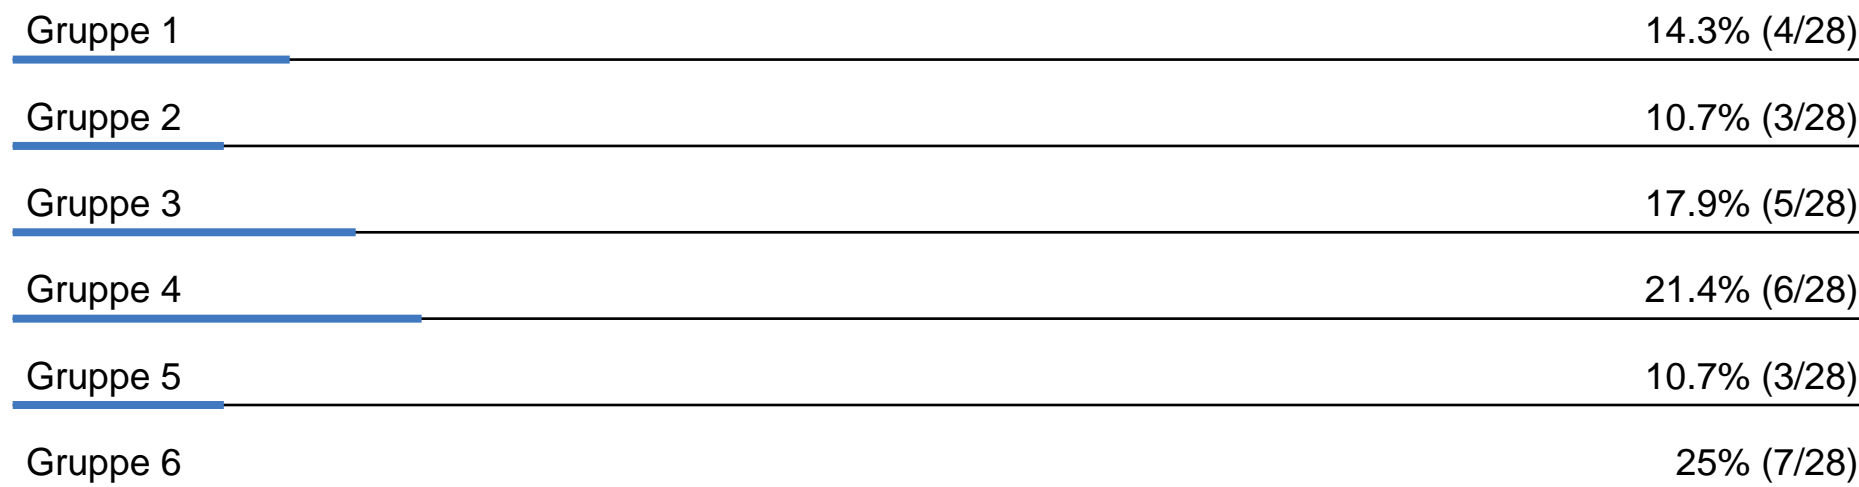 Gruppe 1 14.3% (4/28)
Gruppe 2 10.7% (3/28)
Gruppe 3 17.9% (5/28)
Gruppe 4 21.4% (6/28)
Gruppe 5 10.7% (3/28)
Gruppe 6 25% (7/28)